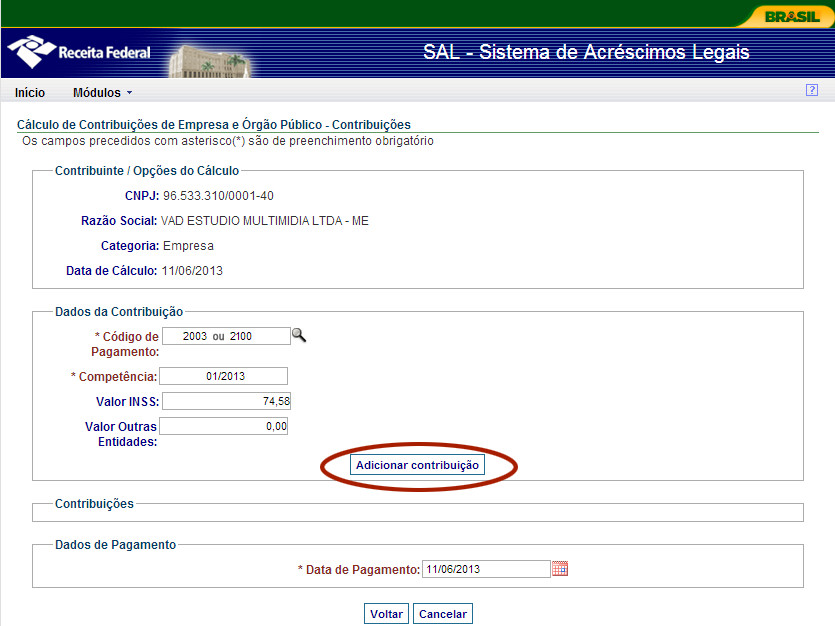 BRASIL
Receita Federal
SAL - Sistema de Acréscimos Legais
Início Módulos ?
Cálculo de Contribuições de Empresa e Órgão Público - Contribuições
Os campos precedidos com asterisco(*) são de preenchimento obrigatório
Contribuinte / Opções do Cálculo
CNPJ: 96.533.310/0001-40
Razão Social: VAD ESTUDIO MULTIMIDIA LTDA - ME
Categoria: Empresa
Data de Cálculo: 11/06/2013
Dados da Contribuição
* Código de 2003 ou 2100
Pagamento:
* Competência: 01/2013
Valor INSS: 74,58
Valor Outras 0,00
Entidades:
Adicionar contribuição
Contribuições
Dados de Pagamento
* Data de Pagamento: 11/06/2013
Voltar Cancelar